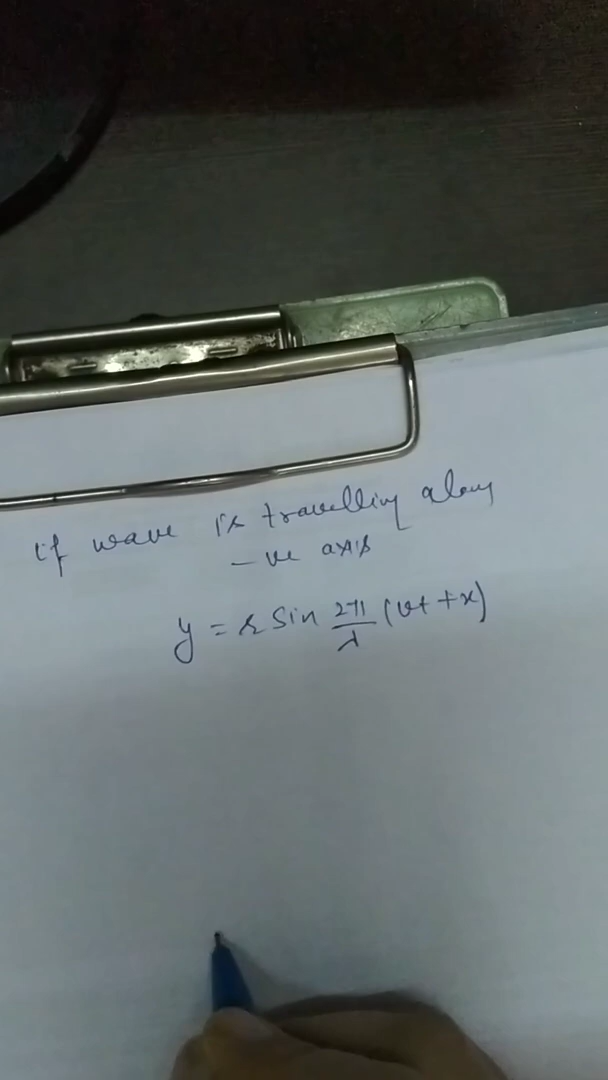 if wave is travelling along
-ve axis
y = r sin 2π/λ (vt + x)